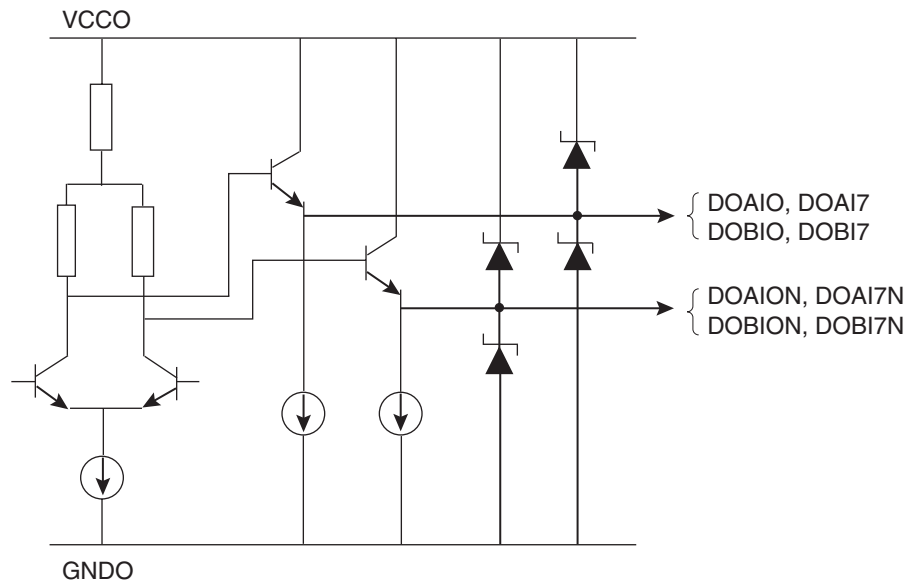 VCCO
DOAIO, DOAI7
DOBIO, DOBI7
DOAION, DOAI7N
DOBION, DOBI7N
GNDO